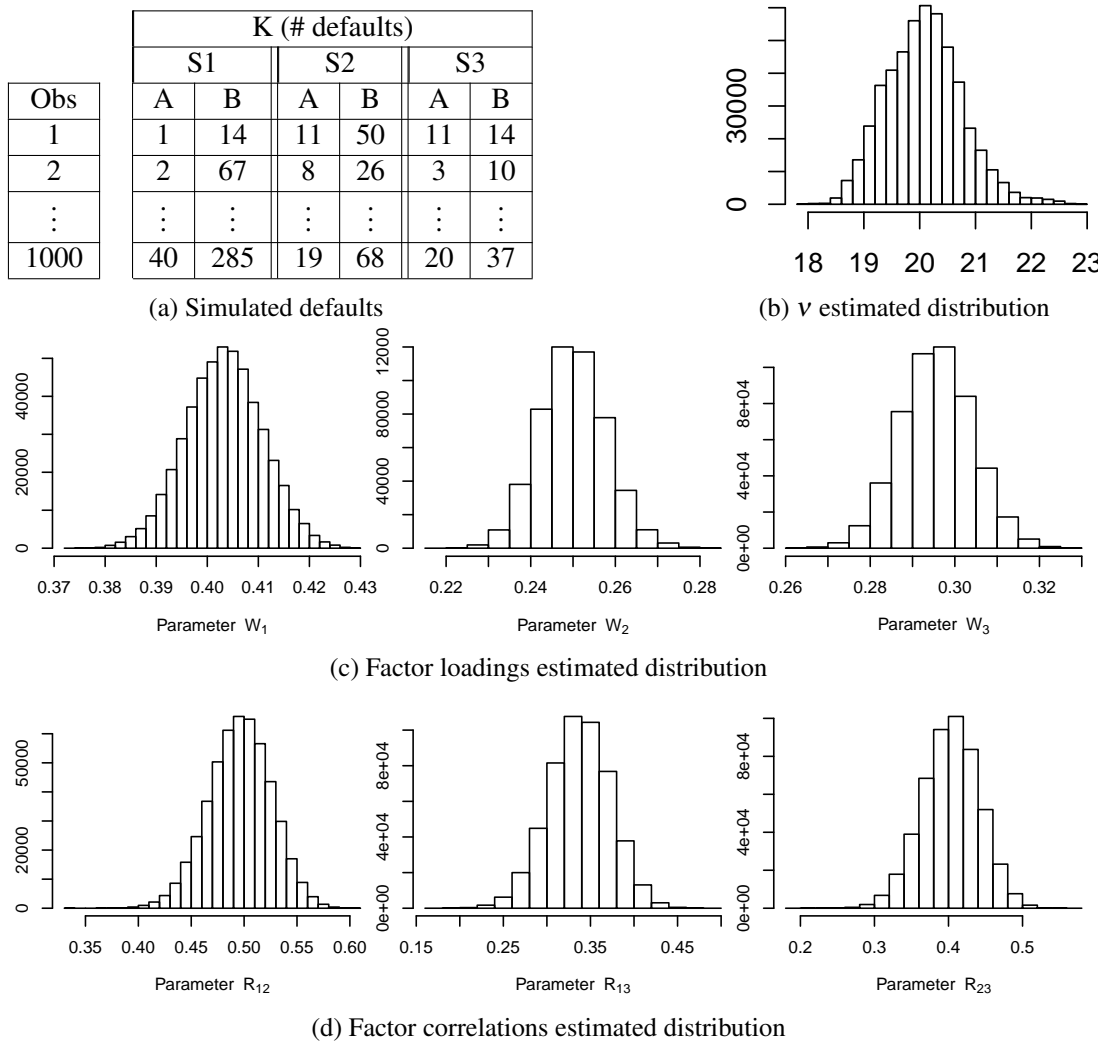 K (# defaults)
S1 S2 S3
Obs A B A B A B
1 1 14 11 50 11 14
2 2 67 8 26 3 10
⋮ ⋮ ⋮ ⋮ ⋮ ⋮ ⋮
1000 40 285 19 68 20 37
(a) Simulated defaults
0 30000
18 19 20 21 22 23
(b) ν estimated distribution
0 20000 40000
0.37 0.38 0.39 0.40 0.41 0.42 0.43
Parameter W₁
0 40000 80000 12000
0.22 0.24 0.26 0.28
Parameter W₂
0e+00 4e+04 8e+04
0.26 0.28 0.30 0.32
Parameter W₃
(c) Factor loadings estimated distribution
0 20000 50000
0.35 0.40 0.45 0.50 0.55 0.60
Parameter R₁₂
0e+00 4e+04 8e+04
0.15 0.25 0.35 0.45
Parameter R₁₃
0e+00 4e+04 8e+04
0.2 0.3 0.4 0.5
Parameter R₂₃
(d) Factor correlations estimated distribution